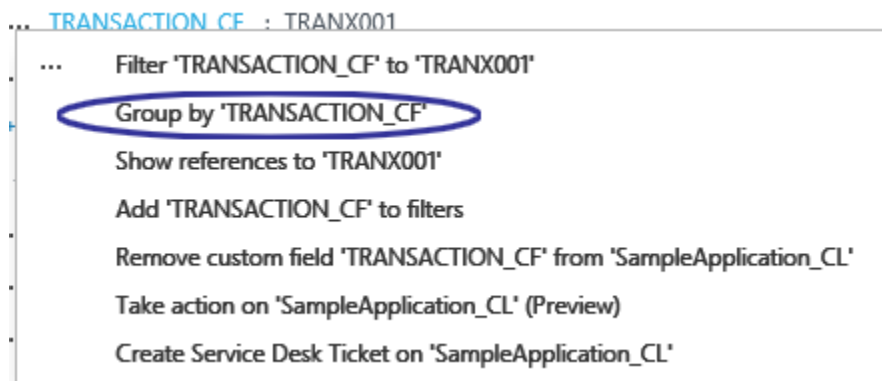 ... TRANSACTION_CF : TRANX001
... Filter 'TRANSACTION_CF' to 'TRANX001'
Group by 'TRANSACTION_CF'
Show references to 'TRANX001'
Add 'TRANSACTION_CF' to filters
Remove custom field 'TRANSACTION_CF' from 'SampleApplication_CL'
Take action on 'SampleApplication_CL' (Preview)
Create Service Desk Ticket on 'SampleApplication_CL'